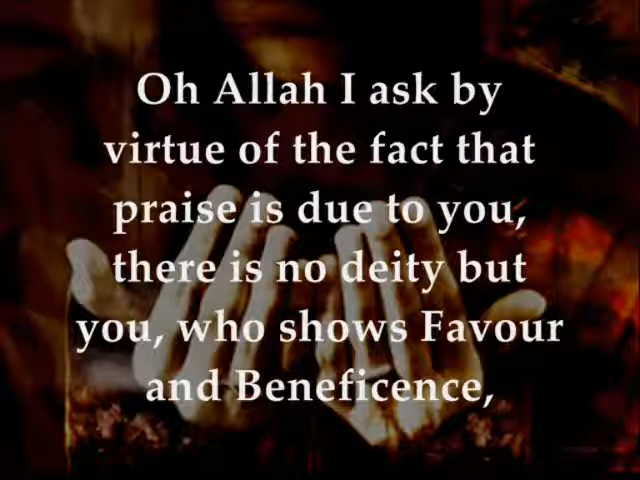 Oh Allah I ask by
virtue of the fact that
praise is due to you,
there is no deity but
you, who shows Favour
and Beneficence,